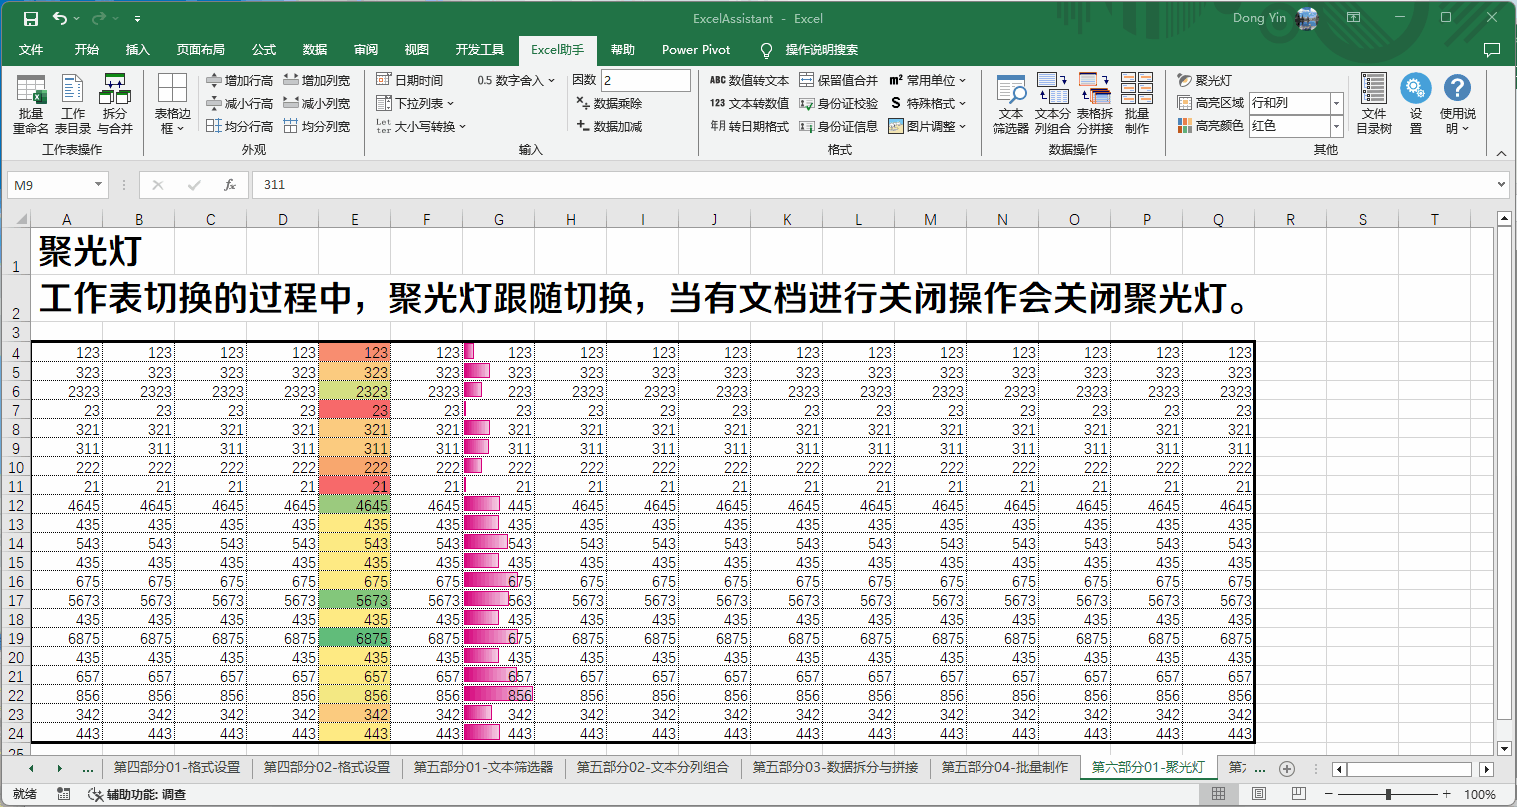 ExcelAssistant - Excel
Dong Yin
文件 开始 插入 页面布局 公式 数据 审阅 视图 开发工具 Excel助手 帮助 Power Pivot 操作说明搜索
批量 工作 拆分 表格边 增加行高 增加列宽 日期时间 0.5 数字舍入 因数 2 ABC 数值转文本 保留值合并 m² 常用单位 文本 文本分 表格拆 批量 聚光灯 文件 设 使用说
重命名 表目录 与合并 框 减小行高 减小列宽 下拉列表 数据乘除 123 文本转数值 身份证校验 S 特殊格式 筛选器 列组合 分拼接 制作 高亮区域 行和列 目录树 置 明
均分行高 均分列宽 Let ter 大小写转换 数据加减 年月 转日期格式 身份证信息 图片调整 高亮颜色 红色
工作表操作 外观 输入 格式 数据操作 其他
M9 fx 311
A B C D E F G H I J K L M N O P Q R S T
1 聚光灯
2 工作表切换的过程中，聚光灯跟随切换，当有文档进行关闭操作会关闭聚光灯。
3
4 123 123 123 123 123 123 123 123 123 123 123 123 123 123 123 123 123
5 323 323 323 323 323 323 323 323 323 323 323 323 323 323 323 323 323
6 2323 2323 2323 2323 2323 2323 223 2323 2323 2323 2323 2323 2323 2323 2323 2323 2323
7 23 23 23 23 23 23 23 23 23 23 23 23 23 23 23 23 23
8 321 321 321 321 321 321 321 321 321 321 321 321 321 321 321 321 321
9 311 311 311 311 311 311 311 311 311 311 311 311 311 311 311 311 311
10 222 222 222 222 222 222 222 222 222 222 222 222 222 222 222 222 222
11 21 21 21 21 21 21 21 21 21 21 21 21 21 21 21 21 21
12 4645 4645 4645 4645 4645 4645 445 4645 4645 4645 4645 4645 4645 4645 4645 4645 4645
13 435 435 435 435 435 435 435 435 435 435 435 435 435 435 435 435 435
14 543 543 543 543 543 543 543 543 543 543 543 543 543 543 543 543 543
15 435 435 435 435 435 435 435 435 435 435 435 435 435 435 435 435 435
16 675 675 675 675 675 675 675 675 675 675 675 675 675 675 675 675 675
17 5673 5673 5673 5673 5673 5673 563 5673 5673 5673 5673 5673 5673 5673 5673 5673 5673
18 435 435 435 435 435 435 435 435 435 435 435 435 435 435 435 435 435
19 6875 6875 6875 6875 6875 6875 675 6875 6875 6875 6875 6875 6875 6875 6875 6875 6875
20 435 435 435 435 435 435 435 435 435 435 435 435 435 435 435 435 435
21 657 657 657 657 657 657 657 657 657 657 657 657 657 657 657 657 657
22 856 856 856 856 856 856 856 856 856 856 856 856 856 856 856 856 856
23 342 342 342 342 342 342 342 342 342 342 342 342 342 342 342 342 342
24 443 443 443 443 443 443 443 443 443 443 443 443 443 443 443 443 443
25
... 第四部分01-格式设置 第四部分02-格式设置 第五部分01-文本筛选器 第五部分02-文本分列组合 第五部分03-数据拆分与拼接 第五部分04-批量制作 第六部分01-聚光灯 ...
就绪 辅助功能: 调查 100%